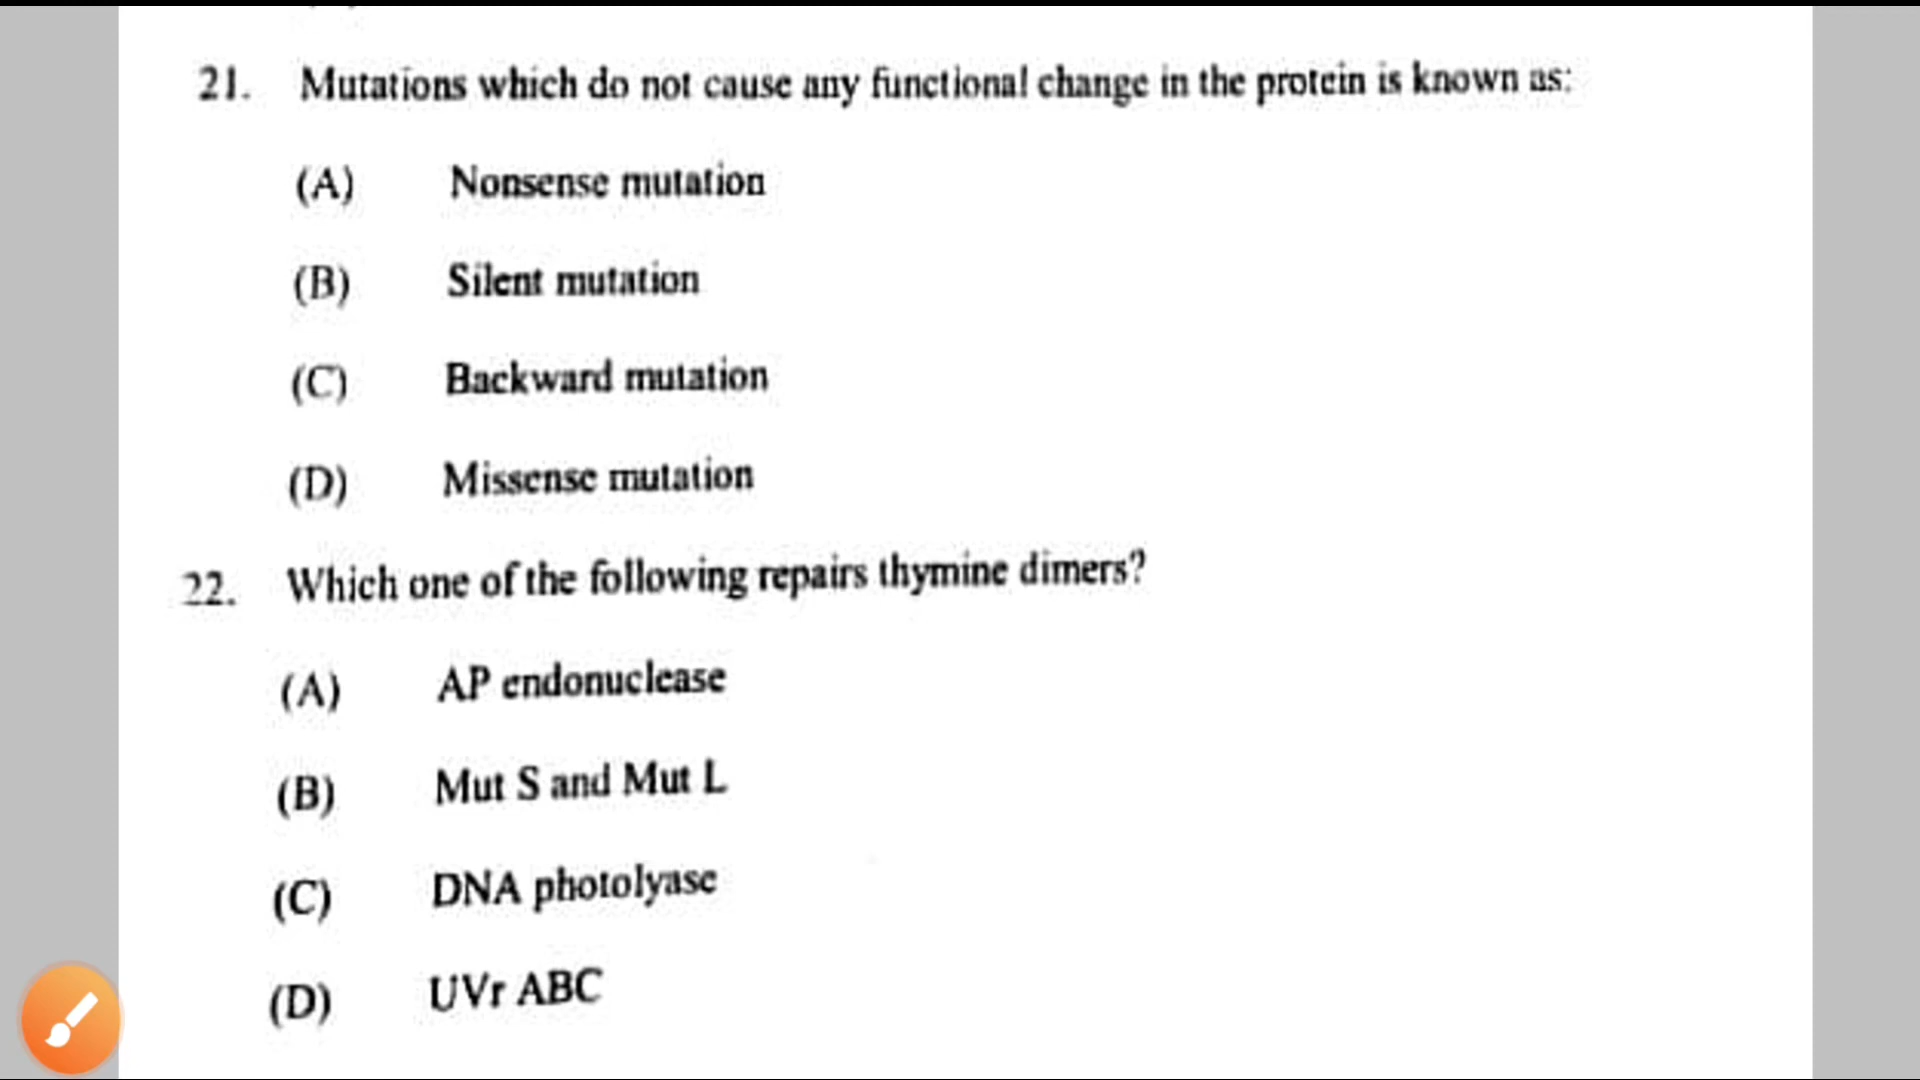 21. Mutations which do not cause any functional change in the protein is known as:
(A) Nonsense mutation
(B) Silent mutation
(C) Backward mutation
(D) Missense mutation
22. Which one of the following repairs thymine dimers?
(A) AP endonuclease
(B) Mut S and Mut L
(C) DNA photolyase
(D) UVr ABC